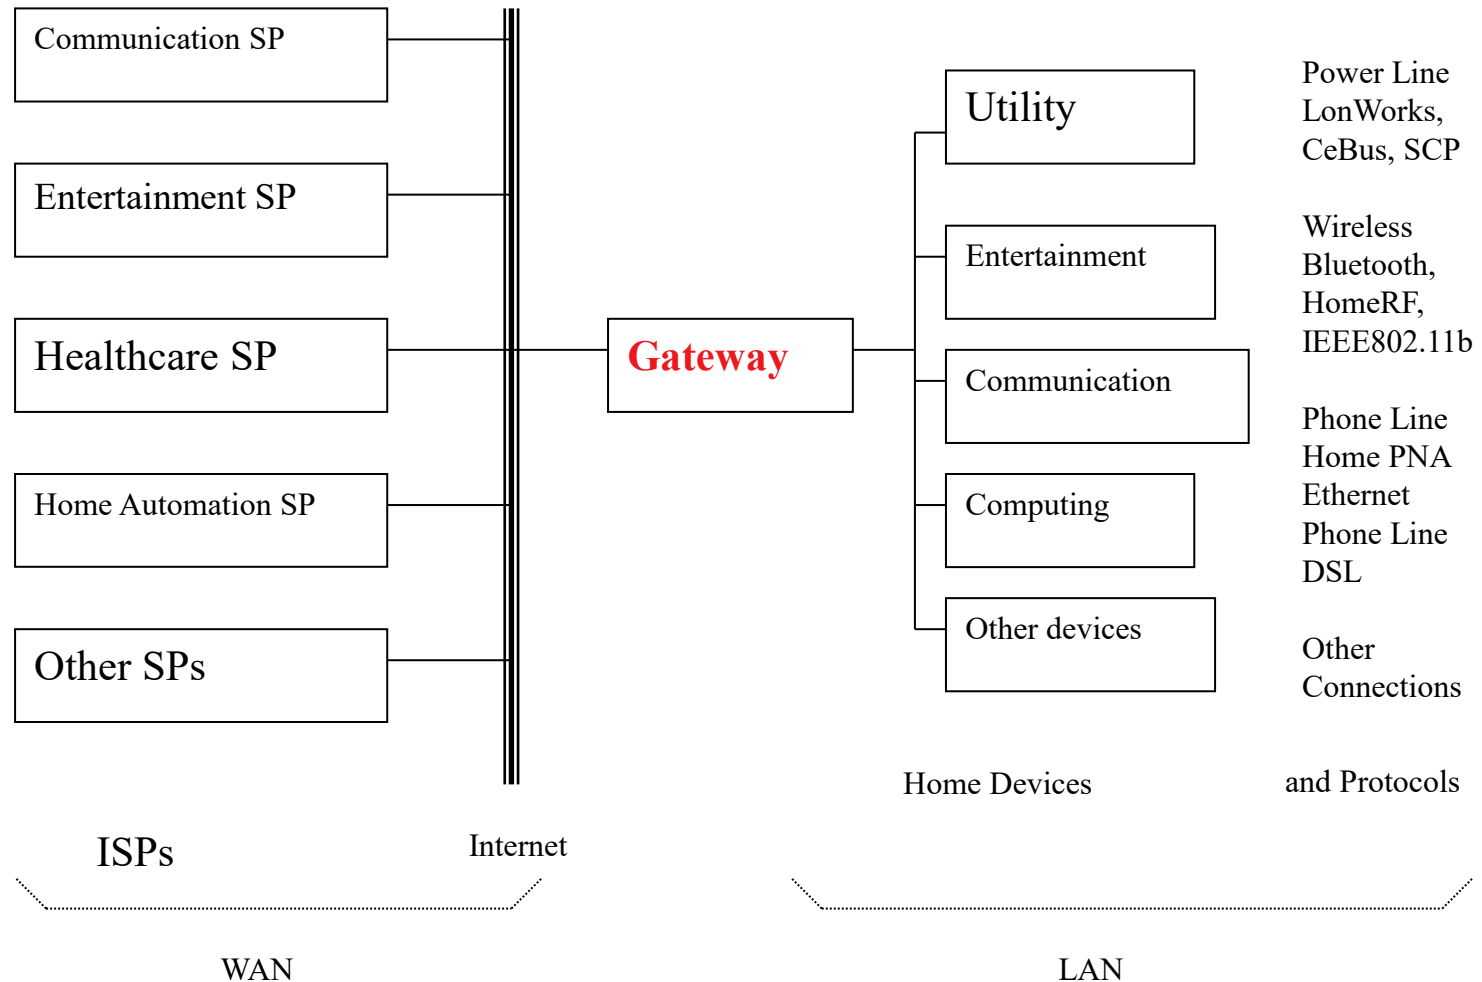 Communication SP
Entertainment SP
Healthcare SP
Home Automation SP
Other SPs
ISPs
Internet
WAN
Gateway
Utility
Entertainment
Communication
Computing
Other devices
Home Devices
Power Line
LonWorks,
CeBus, SCP
Wireless
Bluetooth,
HomeRF,
IEEE802.11b
Phone Line
Home PNA
Ethernet
Phone Line
DSL
Other
Connections
and Protocols
LAN